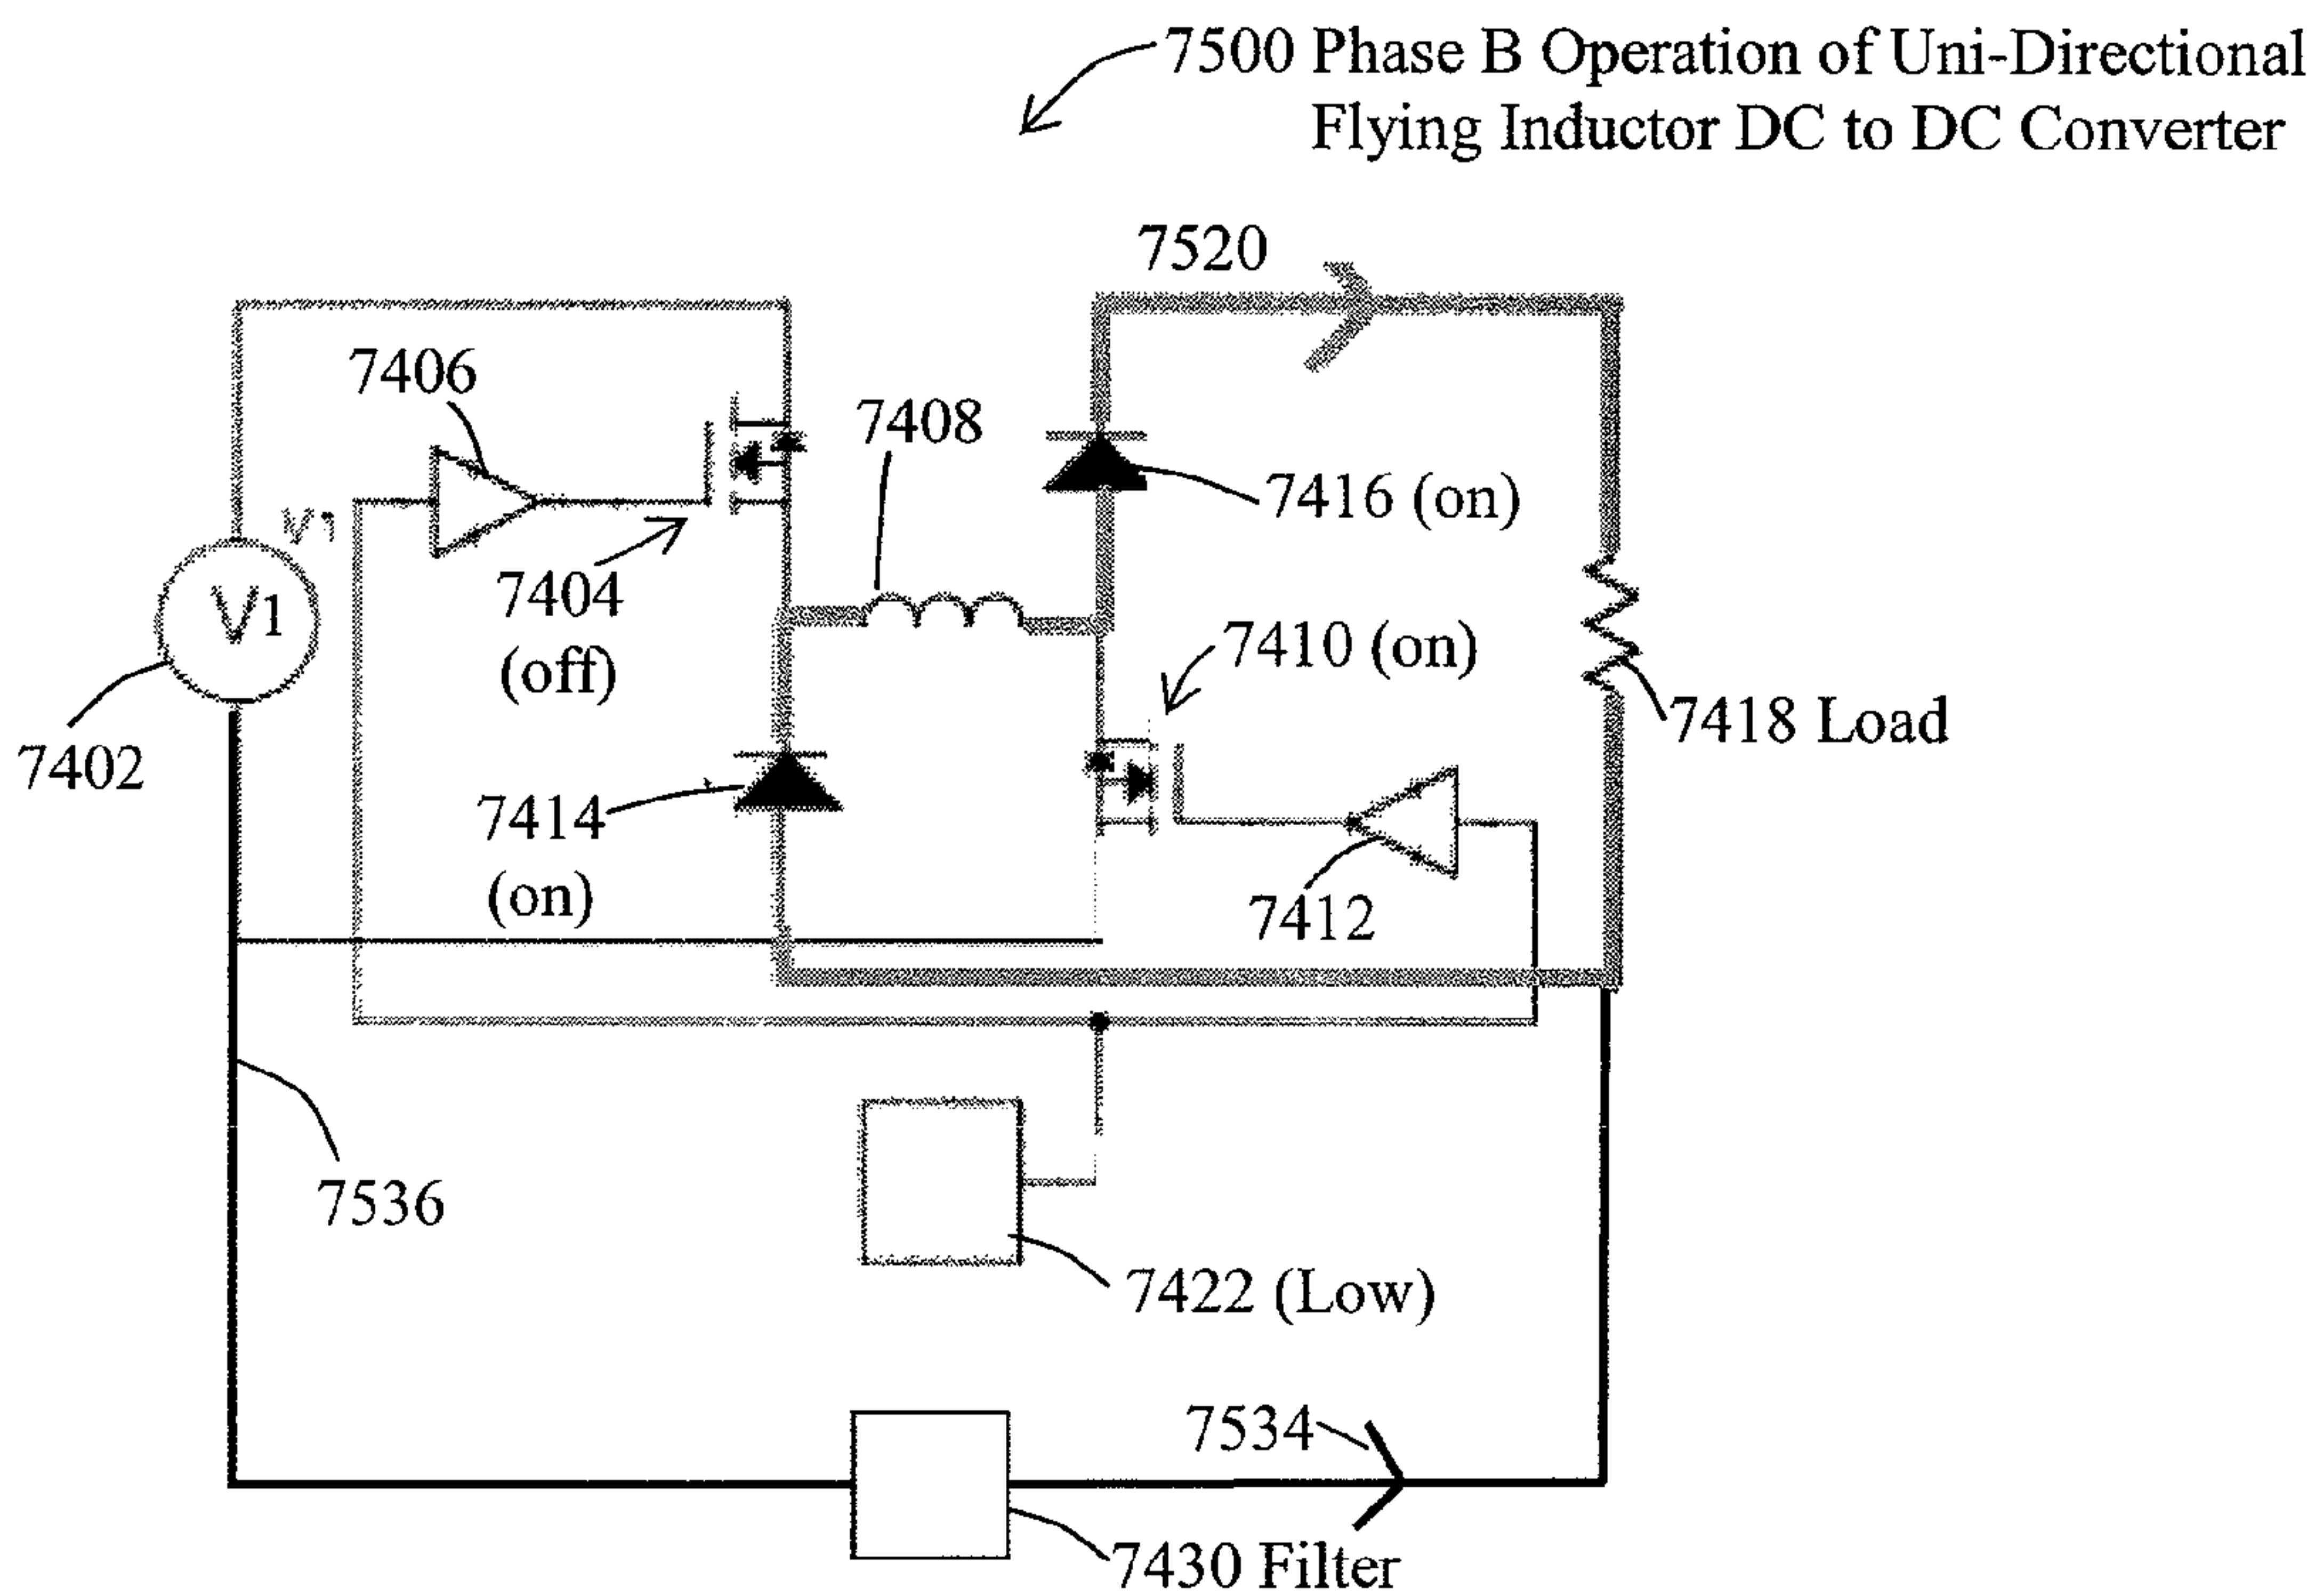 7500 Phase B Operation of Uni-Directional
Flying Inductor DC to DC Converter
7520
7406
7408
7416 (on)
V1
V1
7404
(off)
7410 (on)
7418 Load
7402
7414
(on)
7412
7536
7422 (Low)
7534
7430 Filter